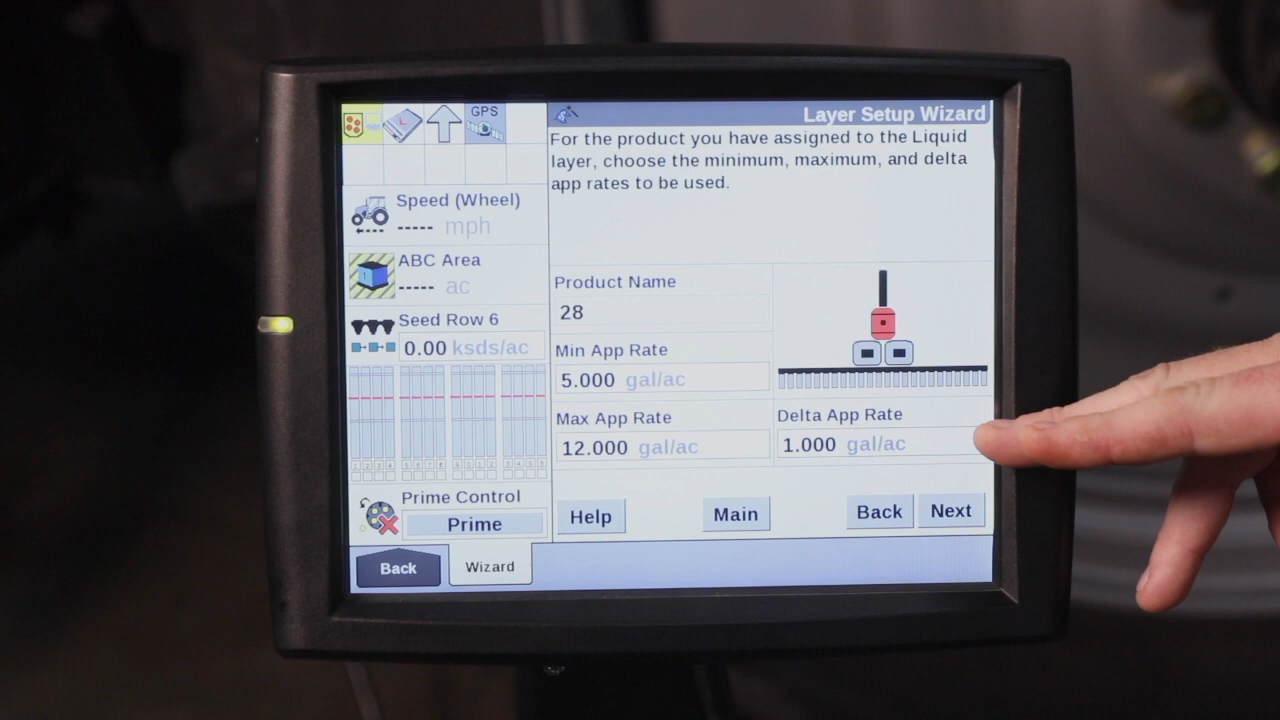 GPS
Layer Setup Wizard
For the product you have assigned to the Liquid
layer, choose the minimum, maximum, and delta
app rates to be used.
Speed (Wheel)
----- mph
ABC Area
----- ac
Seed Row 6
0.00 ksds/ac
Prime Control
Prime
Product Name
28
Min App Rate
5.000 gal/ac
Max App Rate
12.000 gal/ac
Delta App Rate
1.000 gal/ac
Help
Main
Back
Next
Back
Wizard